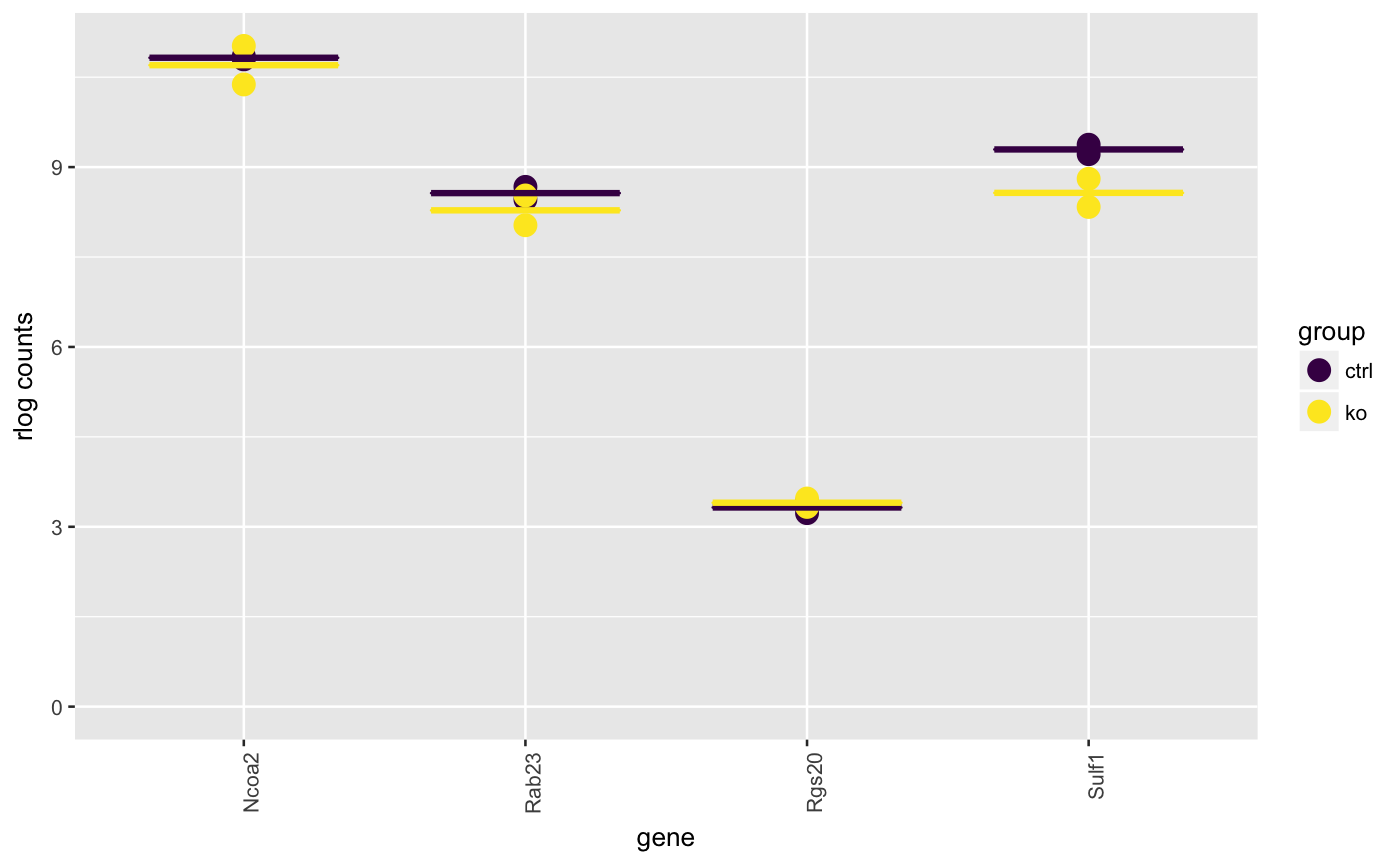 rlog counts
9
6
3
0
Ncoa2
Rab23
Rgs20
Sulf1
gene
group
ctrl
ko